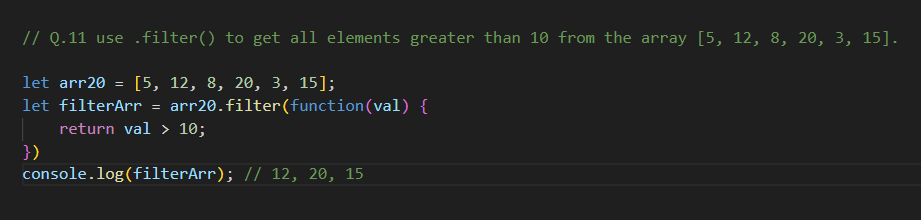 // Q.11 use .filter() to get all elements greater than 10 from the array [5, 12, 8, 20, 3, 15].
let arr20 = [5, 12, 8, 20, 3, 15];
let filterArr = arr20.filter(function(val) {
    return val > 10;
})
console.log(filterArr); // 12, 20, 15